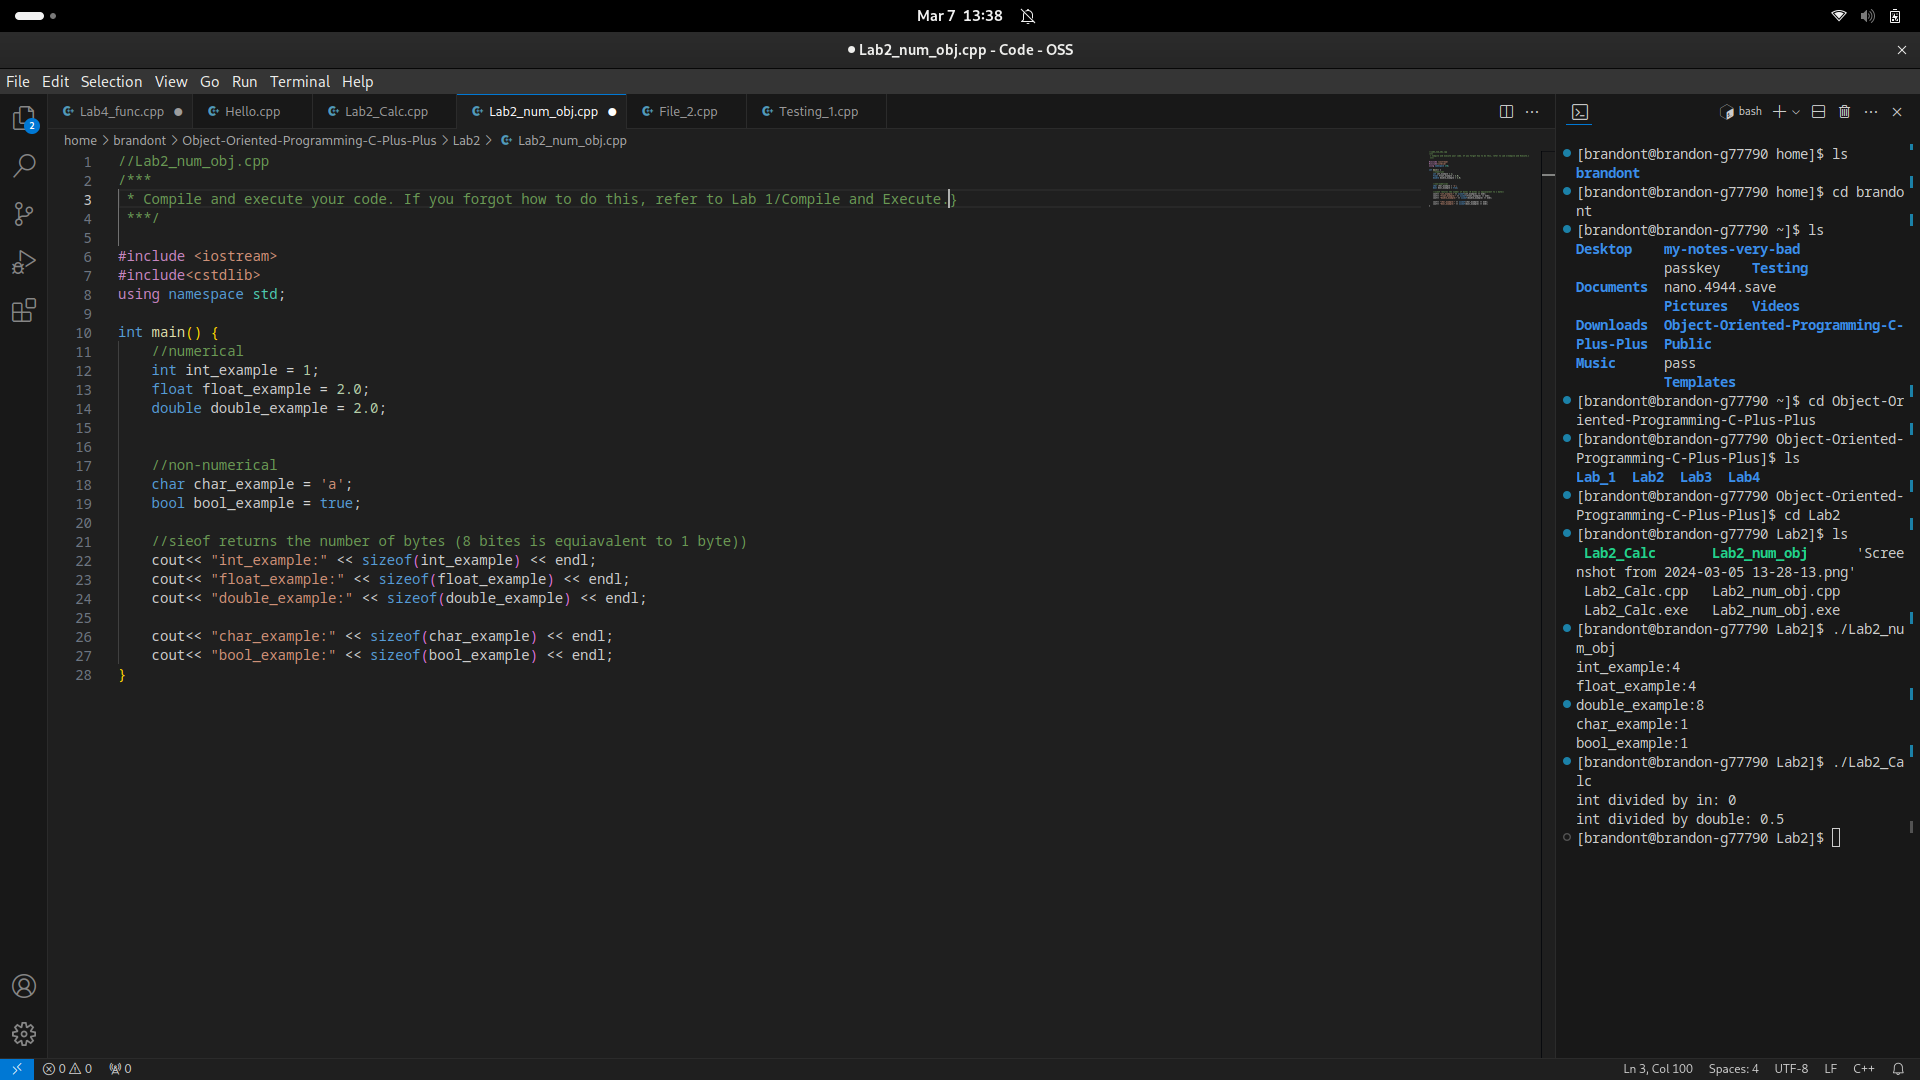 Mar 7 13:38
Lab2_num_obj.cpp - Code - OSS
File Edit Selection View Go Run Terminal Help
Lab4_func.cpp Hello.cpp Lab2_Calc.cpp Lab2_num_obj.cpp File_2.cpp Testing_1.cpp
bash
home > brandont > Object-Oriented-Programming-C-Plus-Plus > Lab2 > Lab2_num_obj.cpp
2
1 //Lab2_num_obj.cpp
2 /***
3  * Compile and execute your code. If you forgot how to do this, refer to Lab 1/Compile and Execute.}
4  ***/
5
6 #include <iostream>
7 #include<cstdlib>
8 using namespace std;
9
10 int main() {
11     //numerical
12     int int_example = 1;
13     float float_example = 2.0;
14     double double_example = 2.0;
15
16
17     //non-numerical
18     char char_example = 'a';
19     bool bool_example = true;
20
21     //sieof returns the number of bytes (8 bites is equiavalent to 1 byte))
22     cout<< "int_example:" << sizeof(int_example) << endl;
23     cout<< "float_example:" << sizeof(float_example) << endl;
24     cout<< "double_example:" << sizeof(double_example) << endl;
25
26     cout<< "char_example:" << sizeof(char_example) << endl;
27     cout<< "bool_example:" << sizeof(bool_example) << endl;
28 }
[brandont@brandon-g77790 home]$ ls
brandont
[brandont@brandon-g77790 home]$ cd brando
nt
[brandont@brandon-g77790 ~]$ ls
Desktop my-notes-very-bad
passkey Testing
Documents nano.4944.save
Pictures Videos
Downloads Object-Oriented-Programming-C-
Plus-Plus Public
Music pass
Templates
[brandont@brandon-g77790 ~]$ cd Object-Or
iented-Programming-C-Plus-Plus
[brandont@brandon-g77790 Object-Oriented-
Programming-C-Plus-Plus]$ ls
Lab_1 Lab2 Lab3 Lab4
[brandont@brandon-g77790 Object-Oriented-
Programming-C-Plus-Plus]$ cd Lab2
[brandont@brandon-g77790 Lab2]$ ls
Lab2_Calc Lab2_num_obj 'Scree
nshot from 2024-03-05 13-28-13.png'
Lab2_Calc.cpp Lab2_num_obj.cpp
Lab2_Calc.exe Lab2_num_obj.exe
[brandont@brandon-g77790 Lab2]$ ./Lab2_nu
m_obj
int_example:4
float_example:4
double_example:8
char_example:1
bool_example:1
[brandont@brandon-g77790 Lab2]$ ./Lab2_Ca
lc
int divided by in: 0
int divided by double: 0.5
[brandont@brandon-g77790 Lab2]$
0 0 0
Ln 3, Col 100 Spaces: 4 UTF-8 LF C++